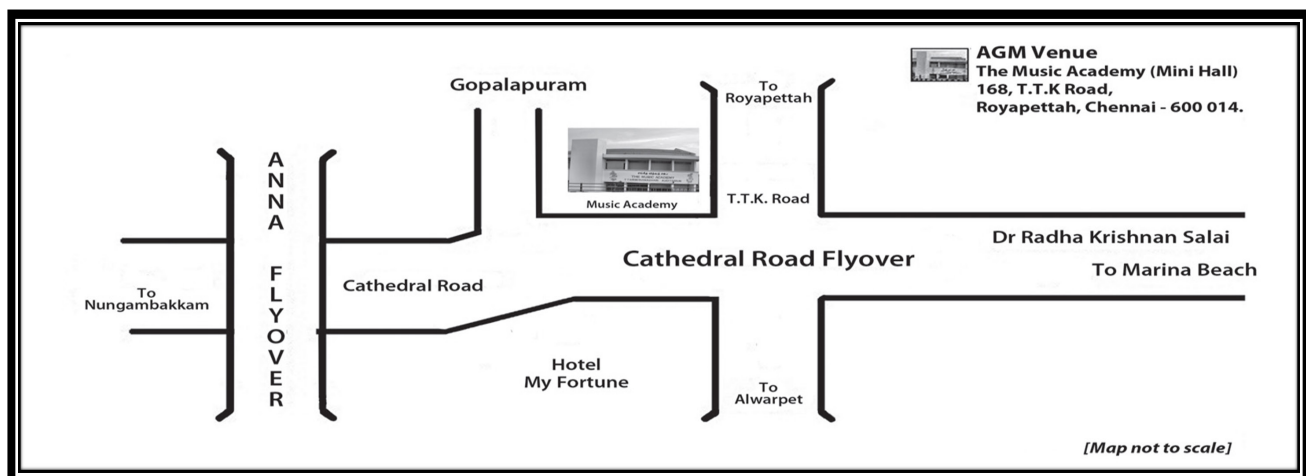 AGM Venue
The Music Academy (Mini Hall)
168, T.T.K Road,
Royapettah, Chennai - 600 014.
Gopalapuram
To
Royapettah
ANNA FLYOVER
Music Academy
T.T.K. Road
Dr Radha Krishnan Salai
Cathedral Road Flyover
To Marina Beach
Cathedral Road
To
Nungambakkam
Hotel
My Fortune
To
Alwarpet
[Map not to scale]